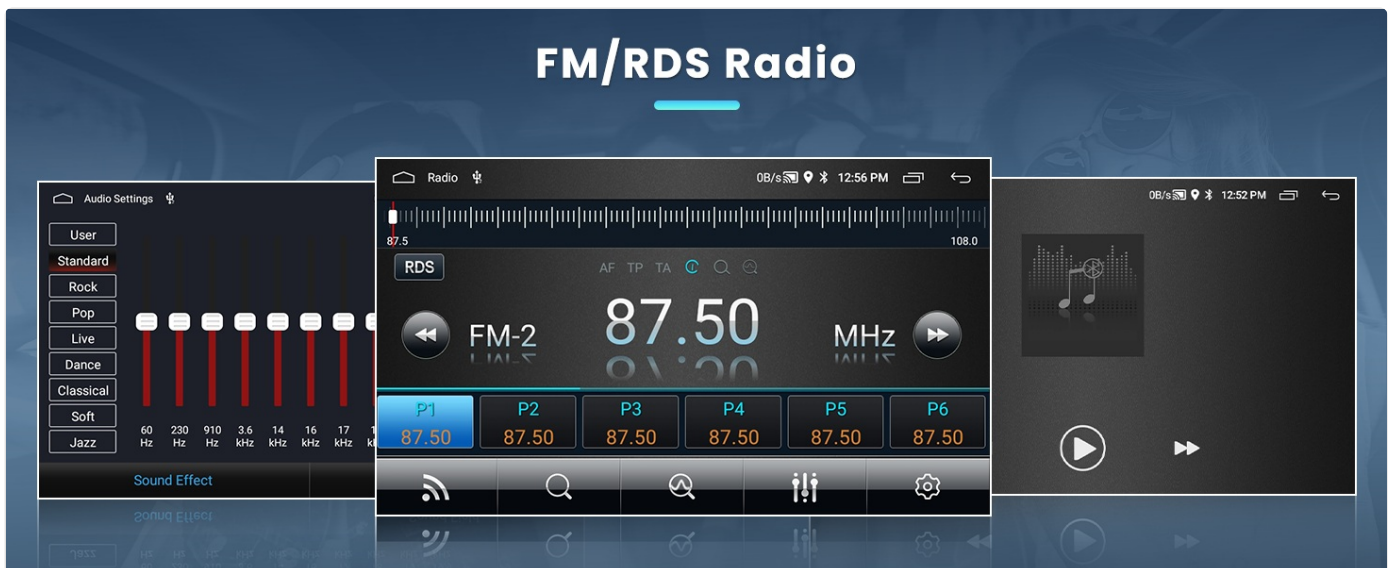 FM/RDS Radio
Audio Settings
User
Standard
Rock
Pop
Live
Dance
Classical
Soft
Jazz
60 230 910 3.6 14 16 17
Hz Hz Hz kHz kHz kHz kHz
Sound Effect
Radio 0B/s 12:56 PM
87.5 108.0
RDS AF TP TA
FM-2 87.50 MHz
P1 P2 P3 P4 P5 P6
87.50 87.50 87.50 87.50 87.50 87.50
0B/s 12:52 PM